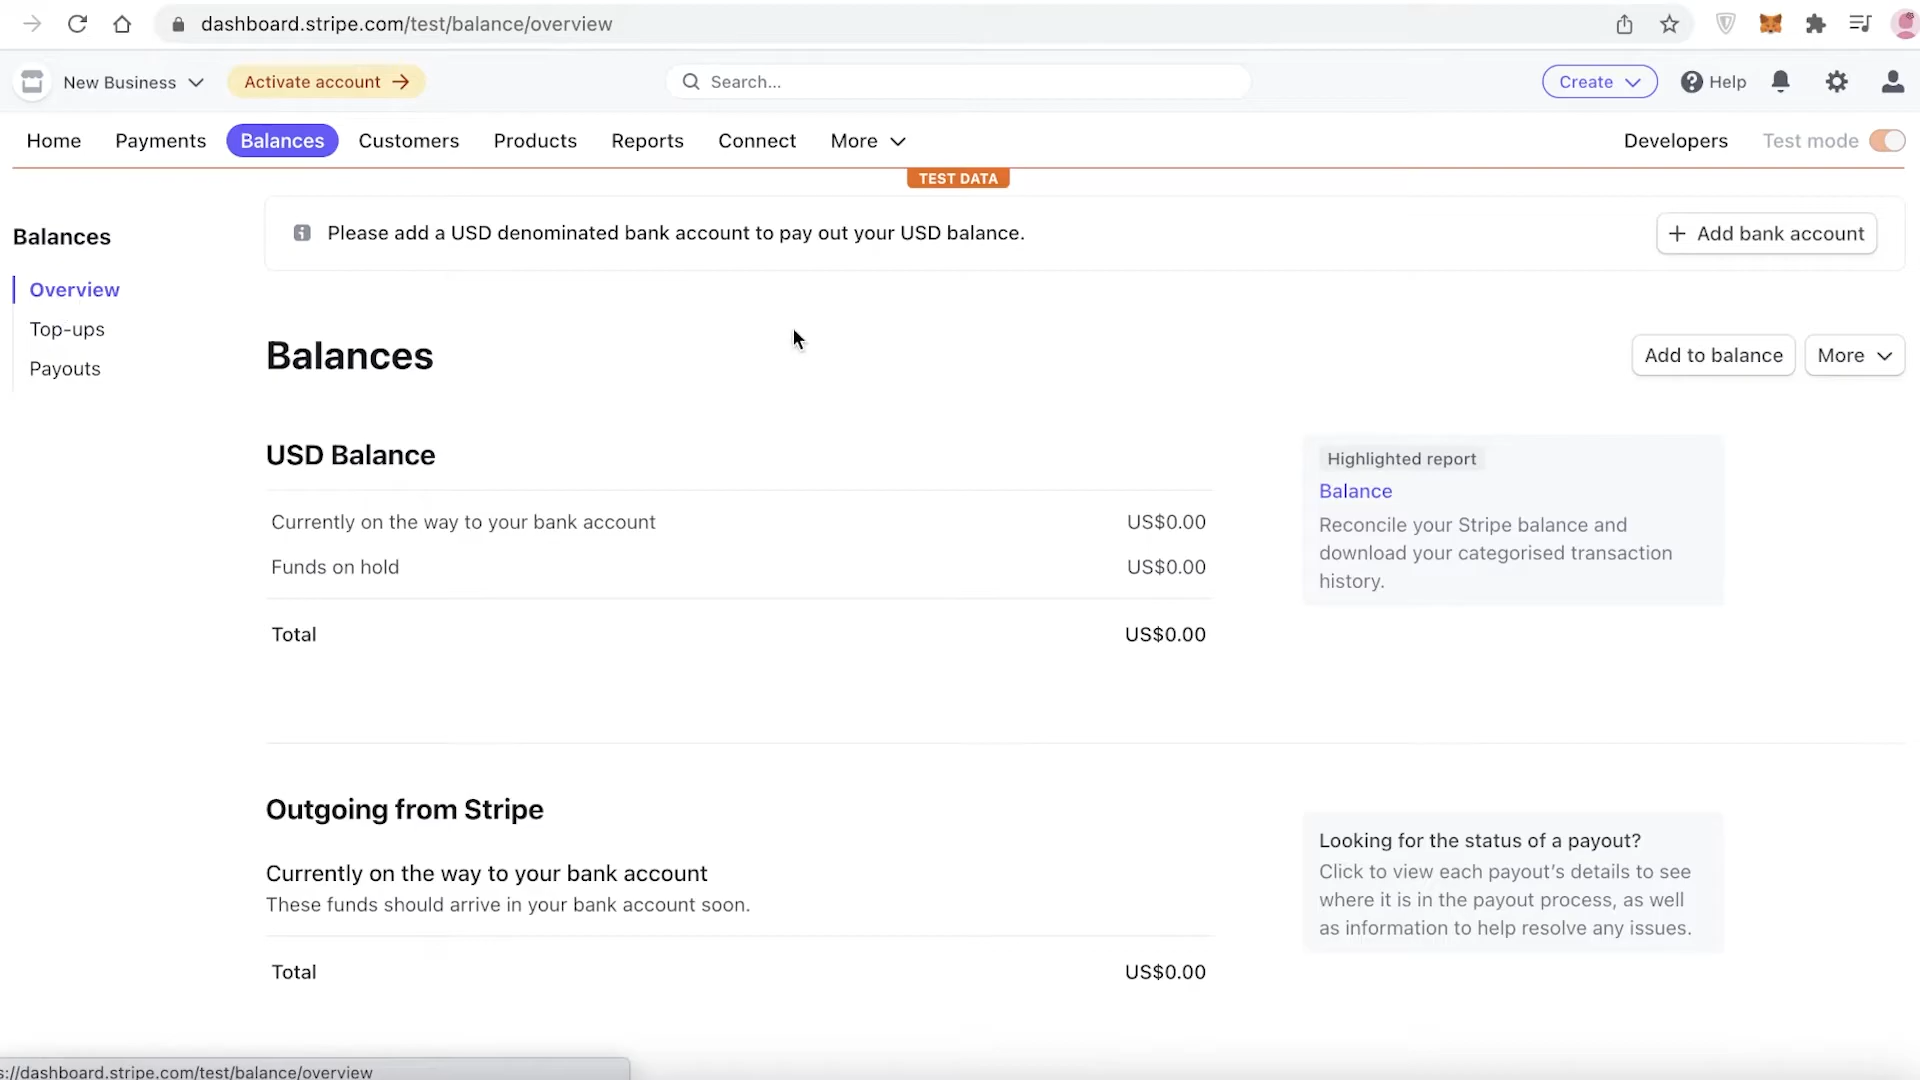 dashboard.stripe.com/test/balance/overview
New Business
Activate account →
Search...
Create
Help
Home
Payments
Balances
Customers
Products
Reports
Connect
More
Developers
Test mode
TEST DATA
Balances
Overview
Top-ups
Payouts
Please add a USD denominated bank account to pay out your USD balance.
+ Add bank account
Balances
Add to balance
More
USD Balance
Currently on the way to your bank account US$0.00
Funds on hold US$0.00
Total US$0.00
Highlighted report
Balance
Reconcile your Stripe balance and
download your categorised transaction
history.
Outgoing from Stripe
Currently on the way to your bank account
These funds should arrive in your bank account soon.
Total US$0.00
Looking for the status of a payout?
Click to view each payout’s details to see
where it is in the payout process, as well
as information to help resolve any issues.
s://dashboard.stripe.com/test/balance/overview